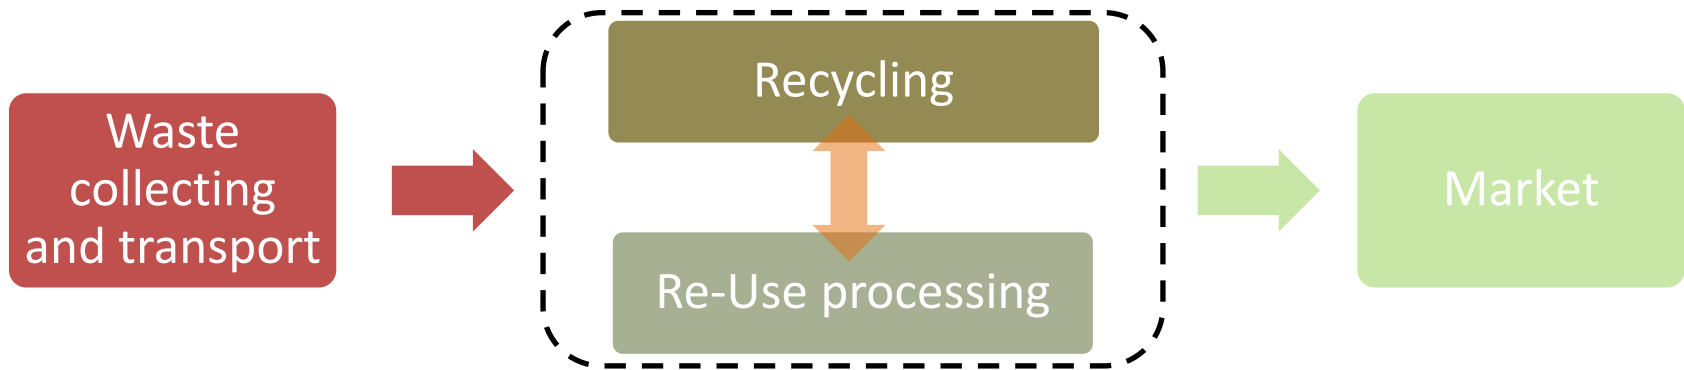 Waste
collecting
and transport
Recycling
Re-Use processing
Market